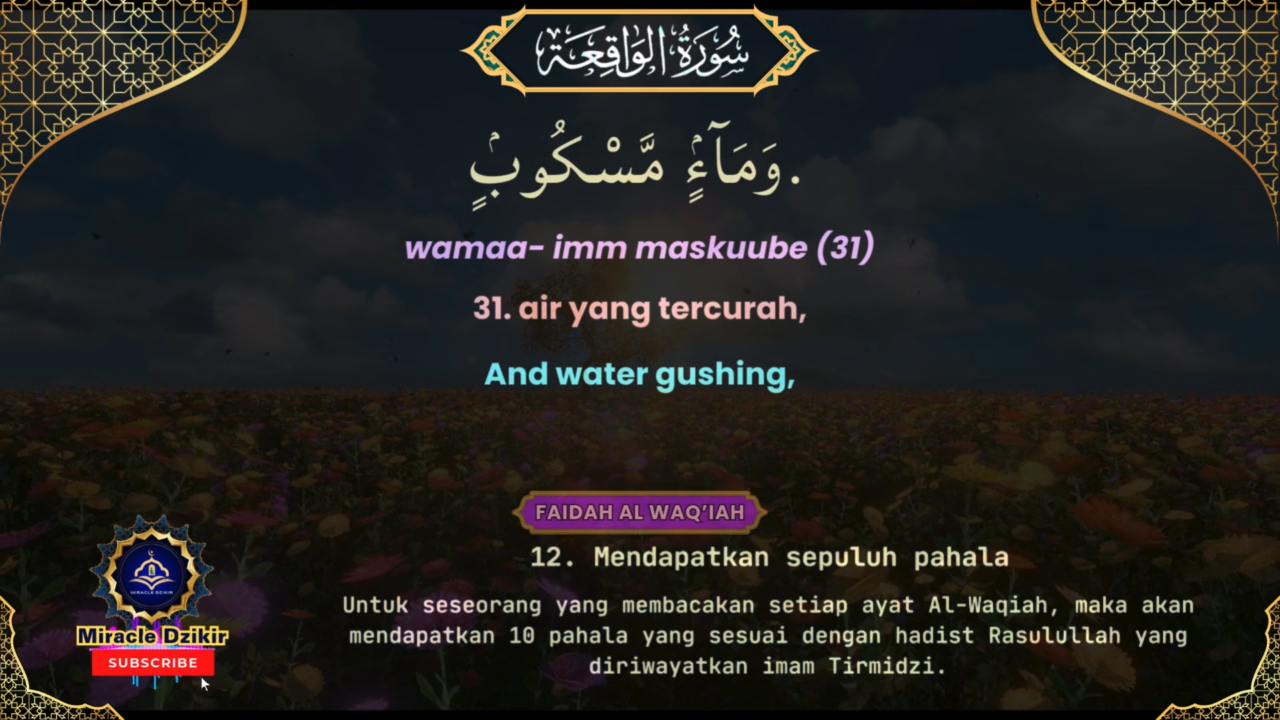 سُورَةُ الوَاقِعَة
وَمَآءٍۢ مَّسْكُوبٍۢ.
wamaa- imm maskuube (31)
31. air yang tercurah,
And water gushing,
FAIDAH AL WAQ’IAH
12. Mendapatkan sepuluh pahala
Untuk seseorang yang membacakan setiap ayat Al-Waqiah, maka akan
mendapatkan 10 pahala yang sesuai dengan hadist Rasulullah yang
diriwayatkan imam Tirmidzi.
MIRACLE DZIKIR
Miracle Dzikir
SUBSCRIBE